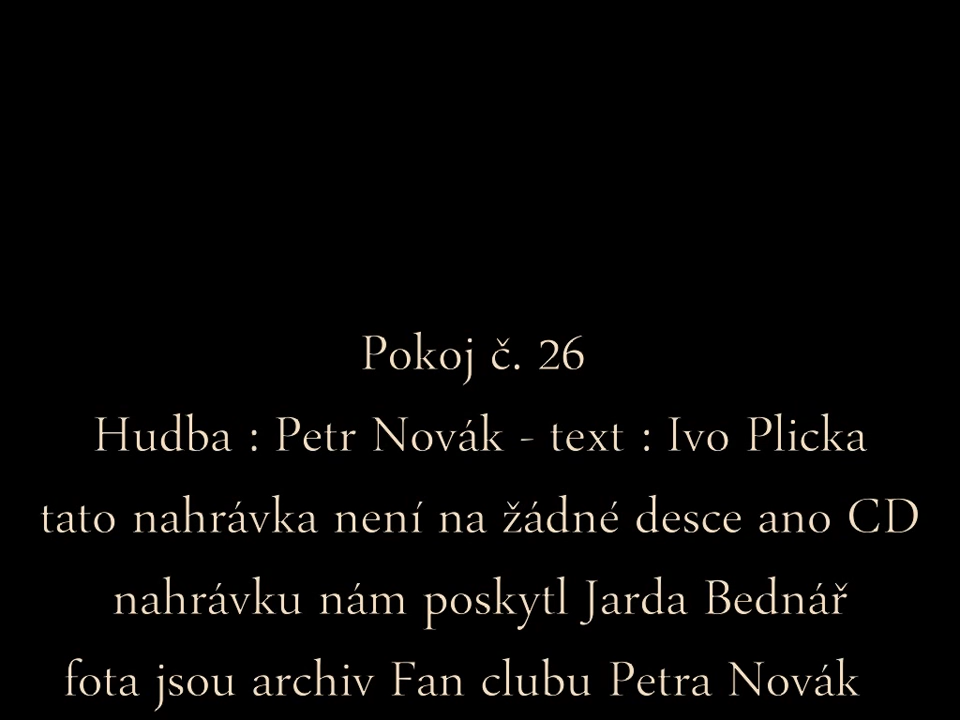 Pokoj č. 26
Hudba : Petr Novák - text : Ivo Plicka
tato nahrávka není na žádné desce ano CD
nahrávku nám poskytl Jarda Bednář
fota jsou archiv Fan clubu Petra Novák